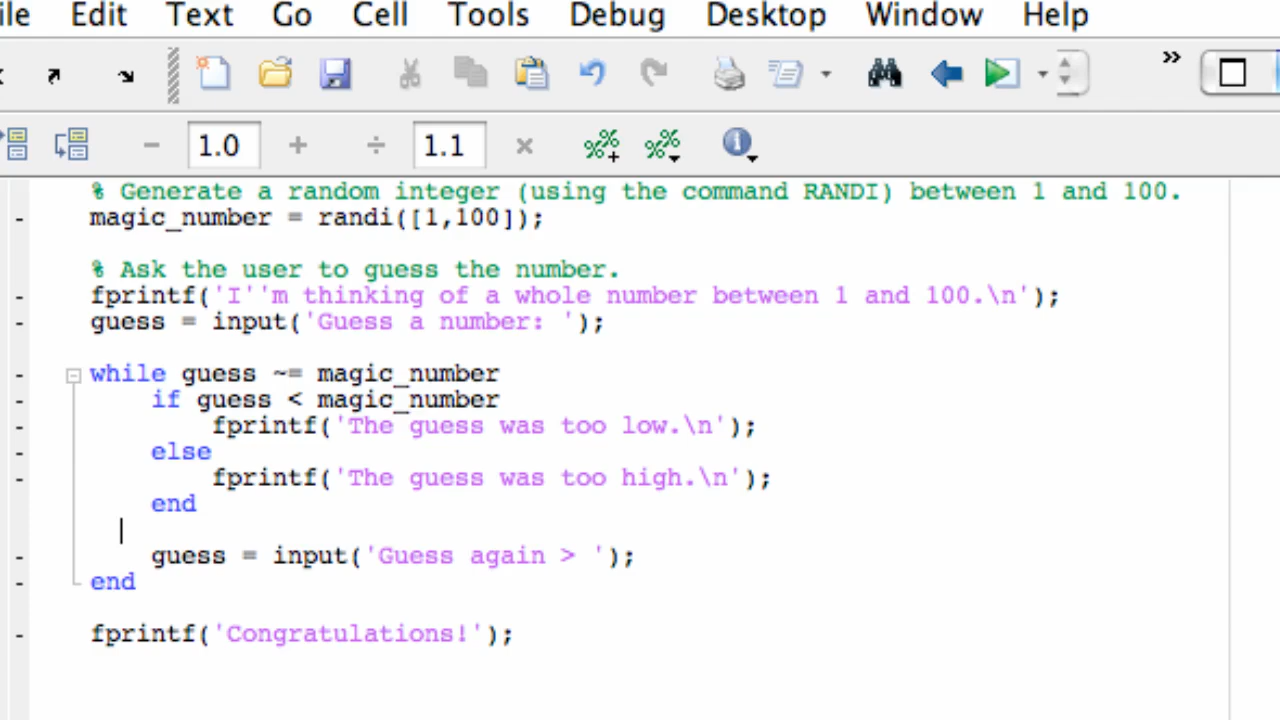 ile Edit Text Go Cell Tools Debug Desktop Window Help
»
− 1.0 + ÷ 1.1 ×
% Generate a random integer (using the command RANDI) between 1 and 100.
magic_number = randi([1,100]);
% Ask the user to guess the number.
fprintf('I''m thinking of a whole number between 1 and 100.\n');
guess = input('Guess a number: ');
while guess ~= magic_number
if guess < magic_number
fprintf('The guess was too low.\n');
else
fprintf('The guess was too high.\n');
end
guess = input('Guess again > ');
end
fprintf('Congratulations!');